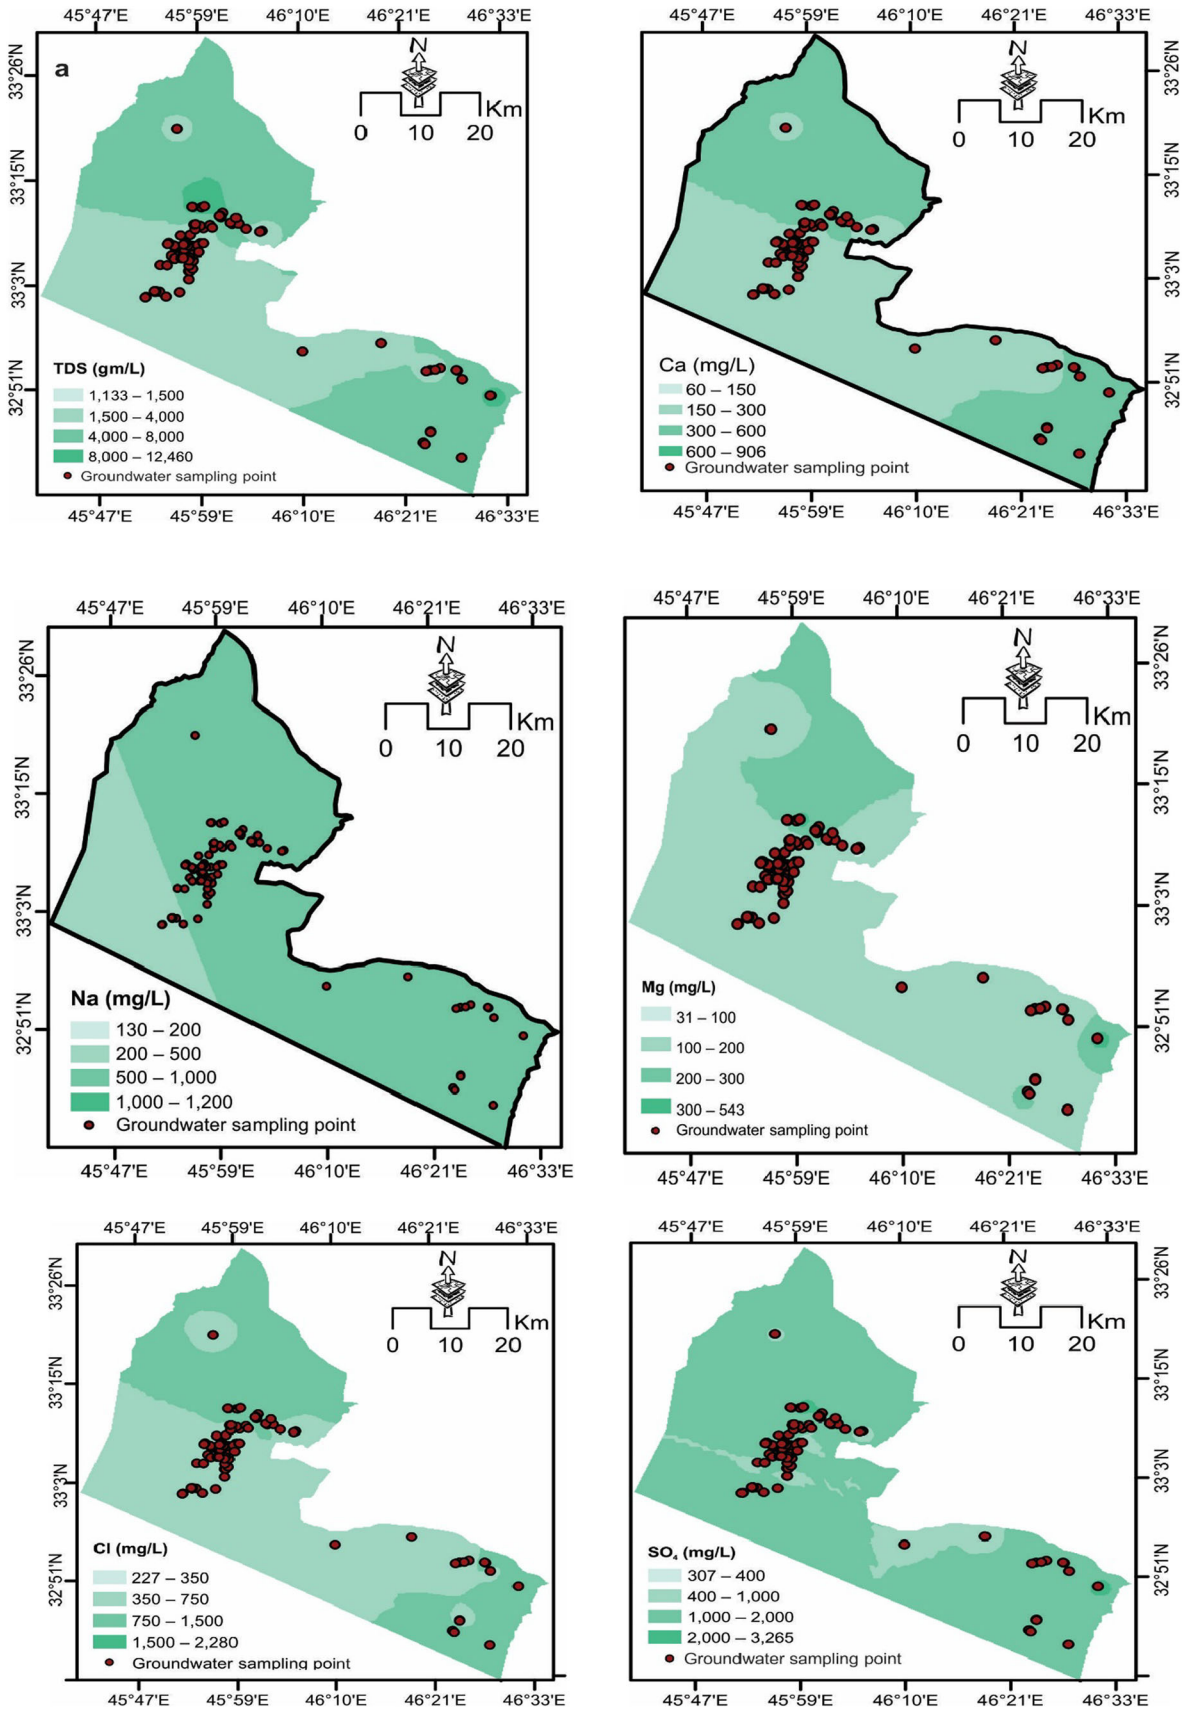 45°47'E 45°59'E 46°10'E 46°21'E 46°33'E
a
N
Km
0 10 20
33°26'N
33°15'N
33°3'N
32°51'N
TDS (gm/L)
1,133 – 1,500
1,500 – 4,000
4,000 – 8,000
8,000 – 12,460
Groundwater sampling point
45°47'E 45°59'E 46°10'E 46°21'E 46°33'E
45°47'E 45°59'E 46°10'E 46°21'E 46°33'E
N
Km
0 10 20
33°26'N
33°15'N
33°3'N
32°51'N
Ca (mg/L)
60 – 150
150 – 300
300 – 600
600 – 906
Groundwater sampling point
45°47'E 45°59'E 46°10'E 46°21'E 46°33'E
45°47'E 45°59'E 46°10'E 46°21'E 46°33'E
N
Km
0 10 20
33°26'N
33°15'N
33°3'N
32°51'N
Na (mg/L)
130 – 200
200 – 500
500 – 1,000
1,000 – 1,200
Groundwater sampling point
45°47'E 45°59'E 46°10'E 46°21'E 46°33'E
45°47'E 45°59'E 46°10'E 46°21'E 46°33'E
N
Km
0 10 20
33°26'N
33°15'N
33°3'N
32°51'N
Mg (mg/L)
31 – 100
100 – 200
200 – 300
300 – 543
Groundwater sampling point
45°47'E 45°59'E 46°10'E 46°21'E 46°33'E
45°47'E 45°59'E 46°10'E 46°21'E 46°33'E
N
Km
0 10 20
33°26'N
33°15'N
33°3'N
32°51'N
Cl (mg/L)
227 – 350
350 – 750
750 – 1,500
1,500 – 2,280
Groundwater sampling point
45°47'E 45°59'E 46°10'E 46°21'E 46°33'E
45°47'E 45°59'E 46°10'E 46°21'E 46°33'E
N
Km
0 10 20
33°26'N
33°15'N
33°3'N
32°51'N
SO₄ (mg/L)
307 – 400
400 – 1,000
1,000 – 2,000
2,000 – 3,265
Groundwater sampling point
45°47'E 45°59'E 46°10'E 46°21'E 46°33'E